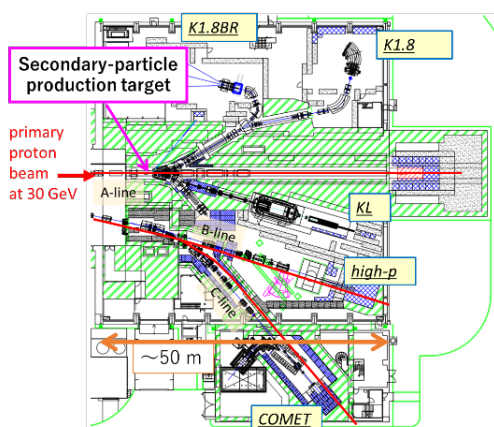 K1.8BR
K1.8
Secondary-particle
production target
primary
proton
beam
at 30 GeV
A-line
KL
B-line
high-p
C-line
~50 m
COMET